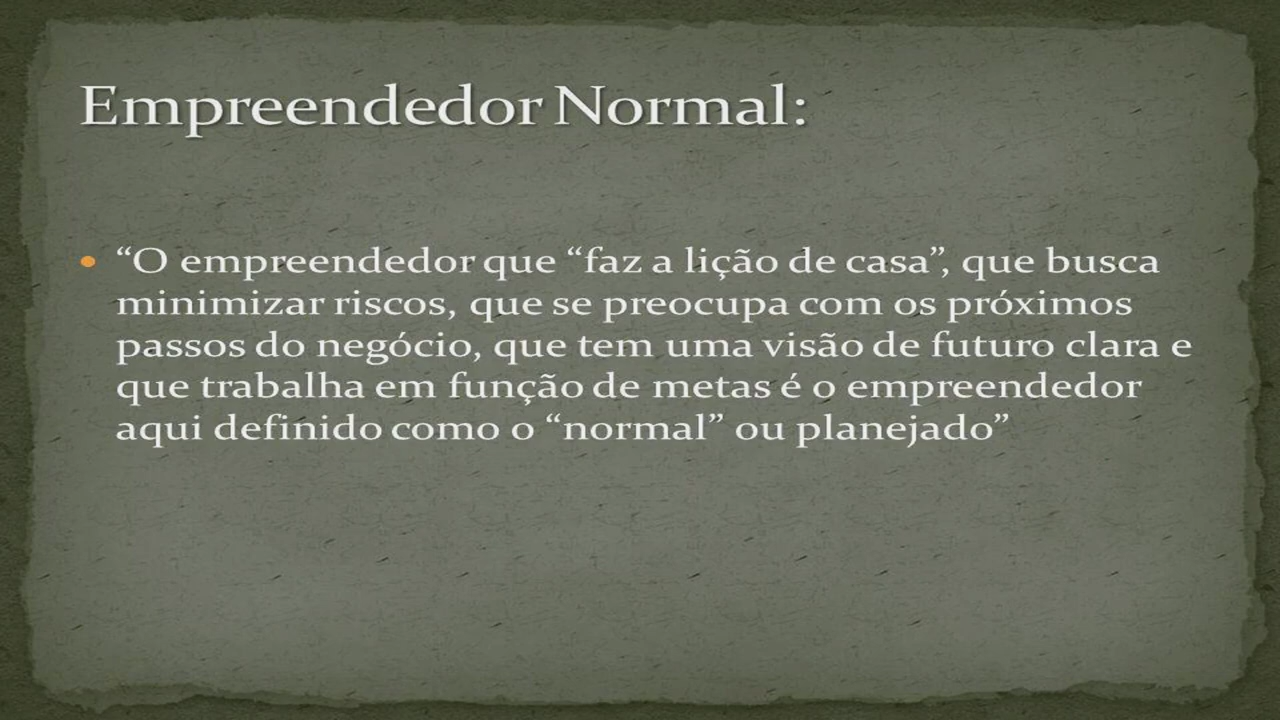 Empreendedor Normal:
• “O empreendedor que “faz a lição de casa”, que busca
minimizar riscos, que se preocupa com os próximos
passos do negócio, que tem uma visão de futuro clara e
que trabalha em função de metas é o empreendedor
aqui definido como o “normal” ou planejado”